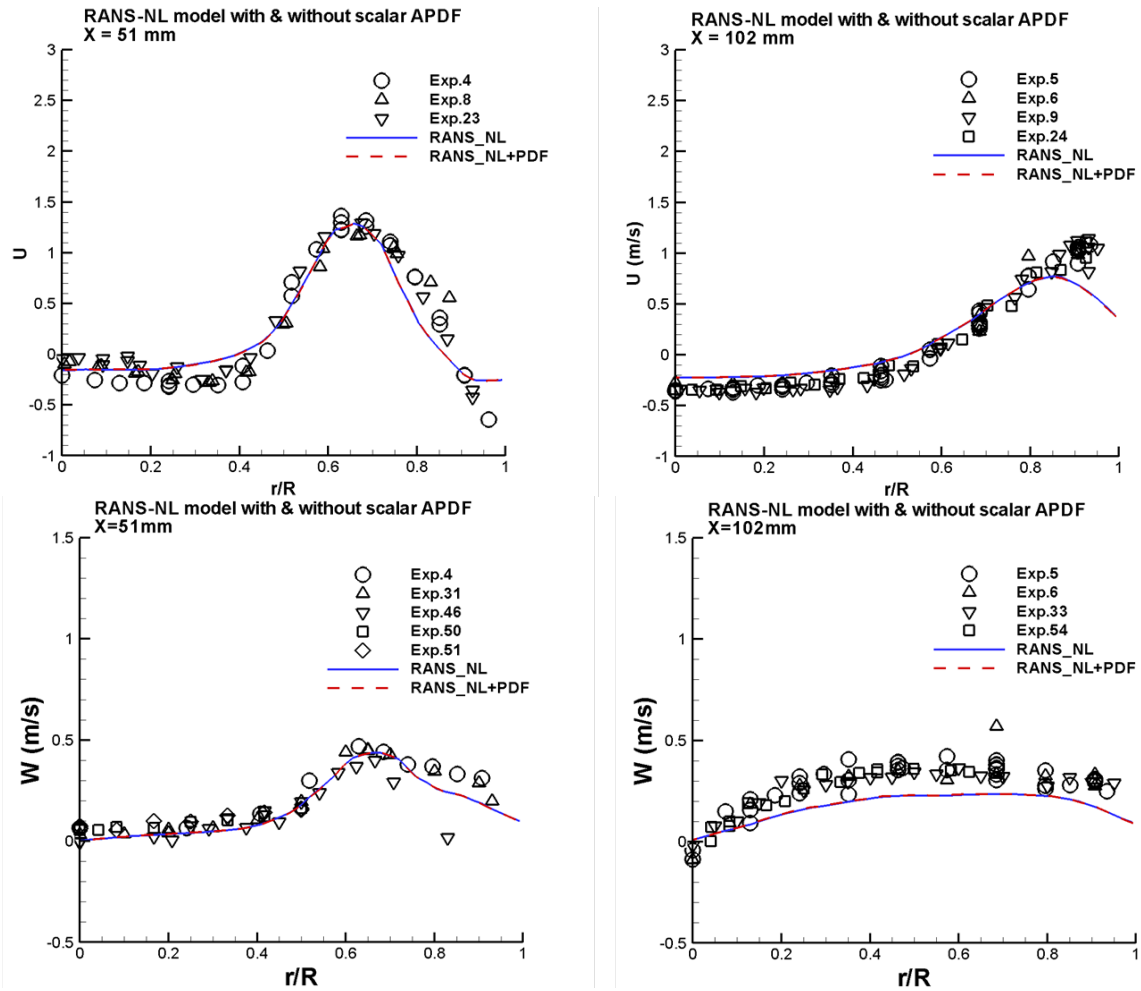 RANS-NL model with & without scalar APDF
X = 51 mm
3
2.5
2
1.5
1
0.5
0
-0.5
-1
U
Exp.4
Exp.8
Exp.23
RANS_NL
RANS_NL+PDF
0
0.2
0.4
0.6
0.8
1
r/R
RANS-NL model with & without scalar APDF
X = 102 mm
3
2.5
2
1.5
1
0.5
0
-0.5
-1
U (m/s)
Exp.5
Exp.6
Exp.9
Exp.24
RANS_NL
RANS_NL+PDF
0
0.2
0.4
0.6
0.8
1
r/R
RANS-NL model with & without scalar APDF
X=51mm
1.5
1
0.5
0
-0.5
W (m/s)
Exp.4
Exp.31
Exp.46
Exp.50
Exp.51
RANS_NL
RANS_NL+PDF
0
0.2
0.4
0.6
0.8
1
r/R
RANS-NL model with & without scalar APDF
X=102mm
1.5
1
0.5
0
-0.5
W (m/s)
Exp.5
Exp.6
Exp.33
Exp.54
RANS_NL
RANS_NL+PDF
0
0.2
0.4
0.6
0.8
1
r/R